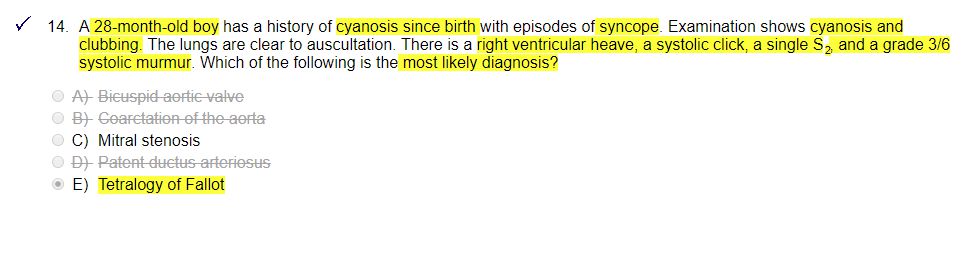 ✓ 14. A 28-month-old boy has a history of cyanosis since birth with episodes of syncope. Examination shows cyanosis and
clubbing. The lungs are clear to auscultation. There is a right ventricular heave, a systolic click, a single S₂, and a grade 3/6
systolic murmur. Which of the following is the most likely diagnosis?
A) Bicuspid aortic valve
B) Coarctation of the aorta
C) Mitral stenosis
D) Patent ductus arteriosus
E) Tetralogy of Fallot